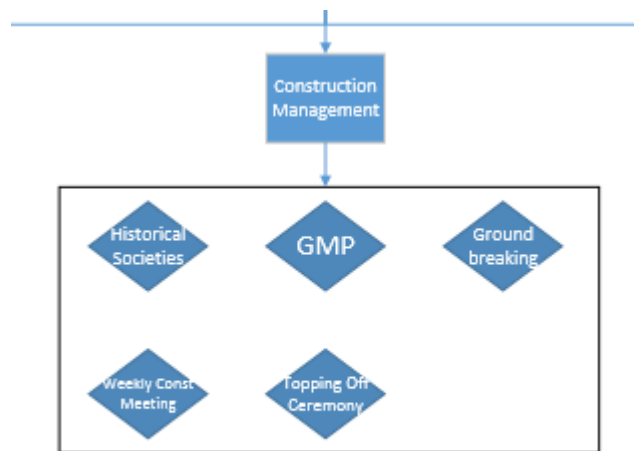 Construction
Management
Historical
Societies
GMP
Ground
breaking
Weekly Const
Meeting
Topping Off
Ceremony